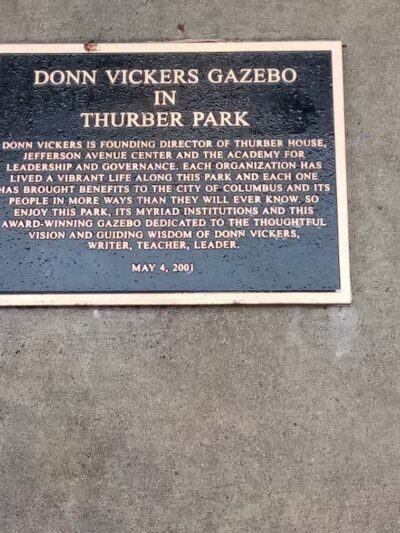 DONN VICKERS GAZEBO
IN
THURBER PARK
DONN VICKERS IS FOUNDING DIRECTOR OF THURBER HOUSE,
JEFFERSON AVENUE CENTER AND THE ACADEMY FOR
LEADERSHIP AND GOVERNANCE. EACH ORGANIZATION HAS
LIVED A VIBRANT LIFE ALONG THIS PARK AND EACH ONE
HAS BROUGHT BENEFITS TO THE CITY OF COLUMBUS AND ITS
PEOPLE IN MORE WAYS THAN THEY WILL EVER KNOW. SO
ENJOY THIS PARK, ITS MYRIAD INSTITUTIONS AND THIS
AWARD-WINNING GAZEBO DEDICATED TO THE THOUGHTFUL
VISION AND GUIDING WISDOM OF DONN VICKERS,
WRITER, TEACHER, LEADER.
MAY 4, 2001